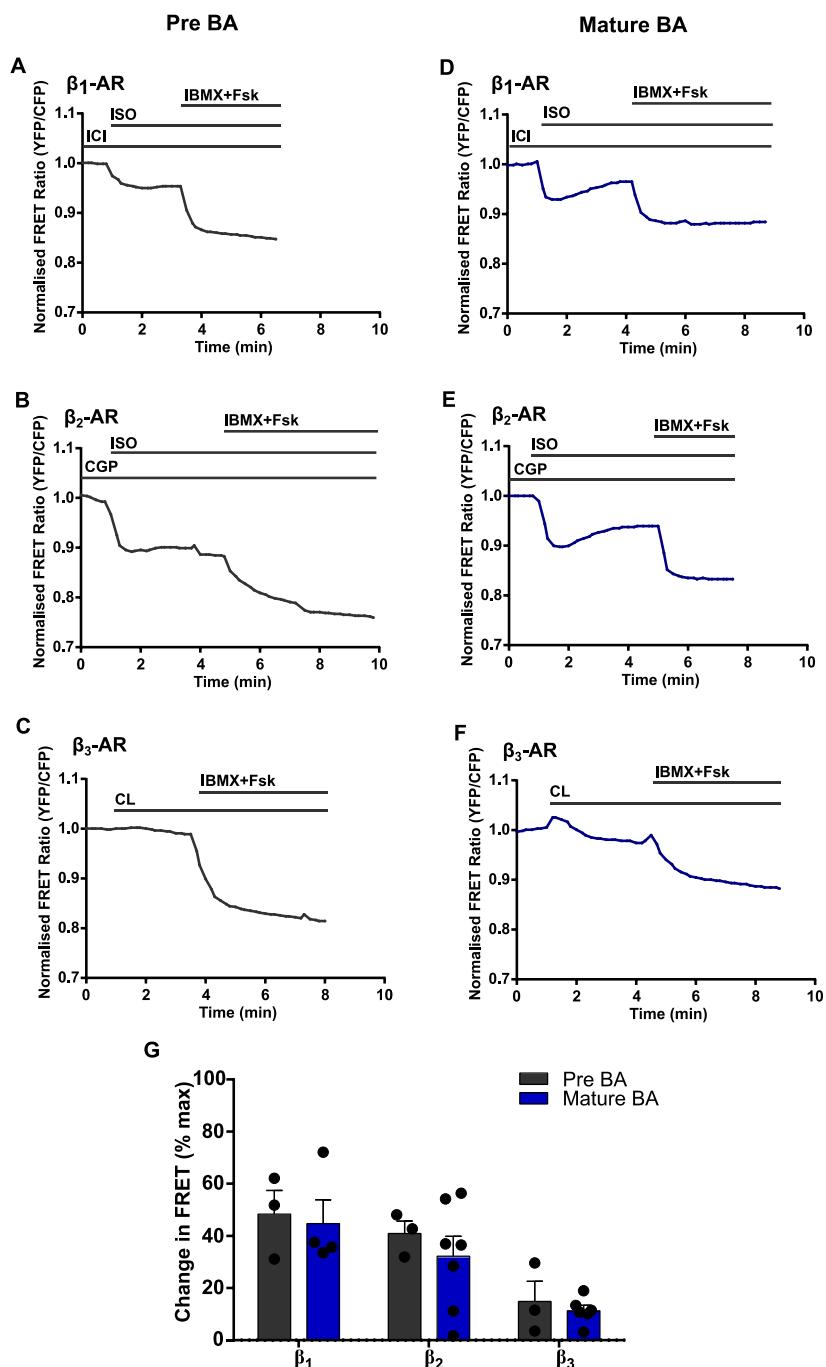 Pre BA
Mature BA
A
β1-AR
IBMX+Fsk
ISO
ICI
1.1
1.0
0.9
0.8
0.7
0 2 4 6 8 10
Time (min)
Normalised FRET Ratio (YFP/CFP)
D
β1-AR
IBMX+Fsk
ISO
ICI
1.1
1.0
0.9
0.8
0.7
0 2 4 6 8 10
Time (min)
Normalised FRET Ratio (YFP/CFP)
B
β2-AR
IBMX+Fsk
ISO
CGP
1.1
1.0
0.9
0.8
0.7
0 2 4 6 8 10
Time (min)
Normalised FRET Ratio (YFP/CFP)
E
β2-AR
IBMX+Fsk
ISO
CGP
1.1
1.0
0.9
0.8
0.7
0 2 4 6 8 10
Time (min)
Normalised FRET Ratio (YFP/CFP)
C
β3-AR
IBMX+Fsk
CL
1.1
1.0
0.9
0.8
0.7
0 2 4 6 8 10
Time (min)
Normalised FRET Ratio (YFP/CFP)
F
β3-AR
IBMX+Fsk
CL
1.1
1.0
0.9
0.8
0.7
0 2 4 6 8 10
Time (min)
Normalised FRET Ratio (YFP/CFP)
G
Pre BA
Mature BA
100
80
60
40
20
0
β1 β2 β3
Change in FRET (% max)